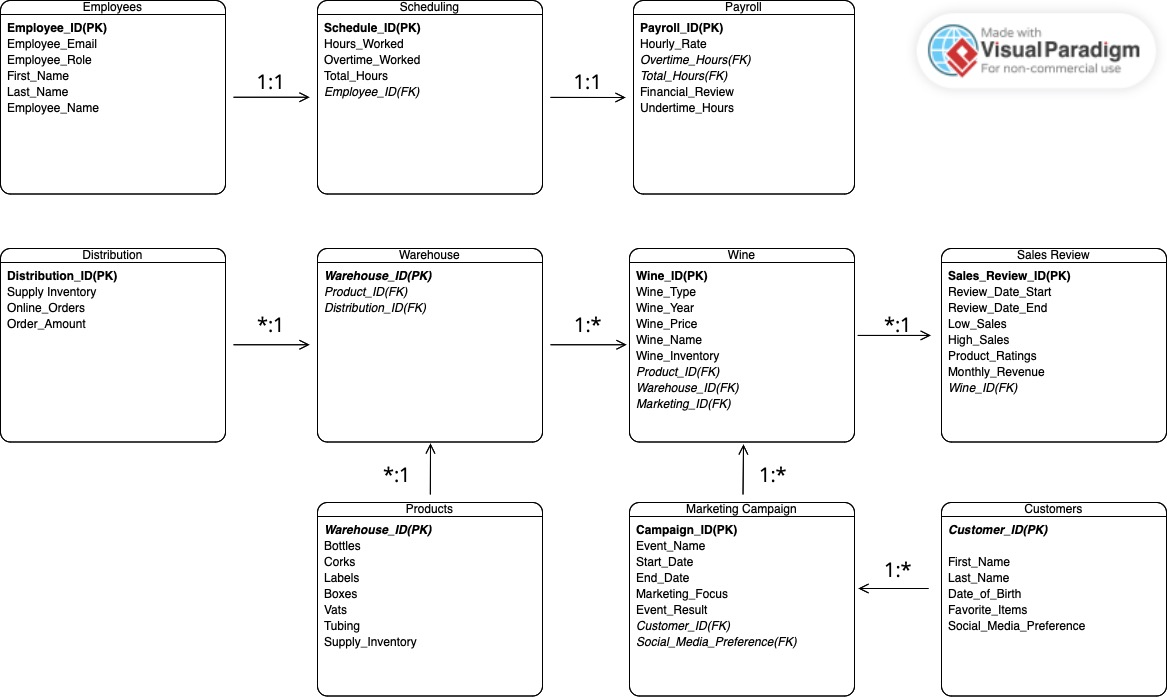 Employees
Employee_ID(PK)
Employee_Email
Employee_Role
First_Name
Last_Name
Employee_Name
1:1
Scheduling
Schedule_ID(PK)
Hours_Worked
Overtime_Worked
Total_Hours
Employee_ID(FK)
1:1
Payroll
Payroll_ID(PK)
Hourly_Rate
Overtime_Hours(FK)
Total_Hours(FK)
Financial_Review
Undertime_Hours
Made with
Visual Paradigm
For non-commercial use
Distribution
Distribution_ID(PK)
Supply Inventory
Online_Orders
Order_Amount
*:1
Warehouse
Warehouse_ID(PK)
Product_ID(FK)
Distribution_ID(FK)
1:*
Wine
Wine_ID(PK)
Wine_Type
Wine_Year
Wine_Price
Wine_Name
Wine_Inventory
Product_ID(FK)
Warehouse_ID(FK)
Marketing_ID(FK)
*:1
Sales Review
Sales_Review_ID(PK)
Review_Date_Start
Review_Date_End
Low_Sales
High_Sales
Product_Ratings
Monthly_Revenue
Wine_ID(FK)
*:1
1:*
Products
Warehouse_ID(PK)
Bottles
Corks
Labels
Boxes
Vats
Tubing
Supply_Inventory
Marketing Campaign
Campaign_ID(PK)
Event_Name
Start_Date
End_Date
Marketing_Focus
Event_Result
Customer_ID(FK)
Social_Media_Preference(FK)
1:*
Customers
Customer_ID(PK)
First_Name
Last_Name
Date_of_Birth
Favorite_Items
Social_Media_Preference